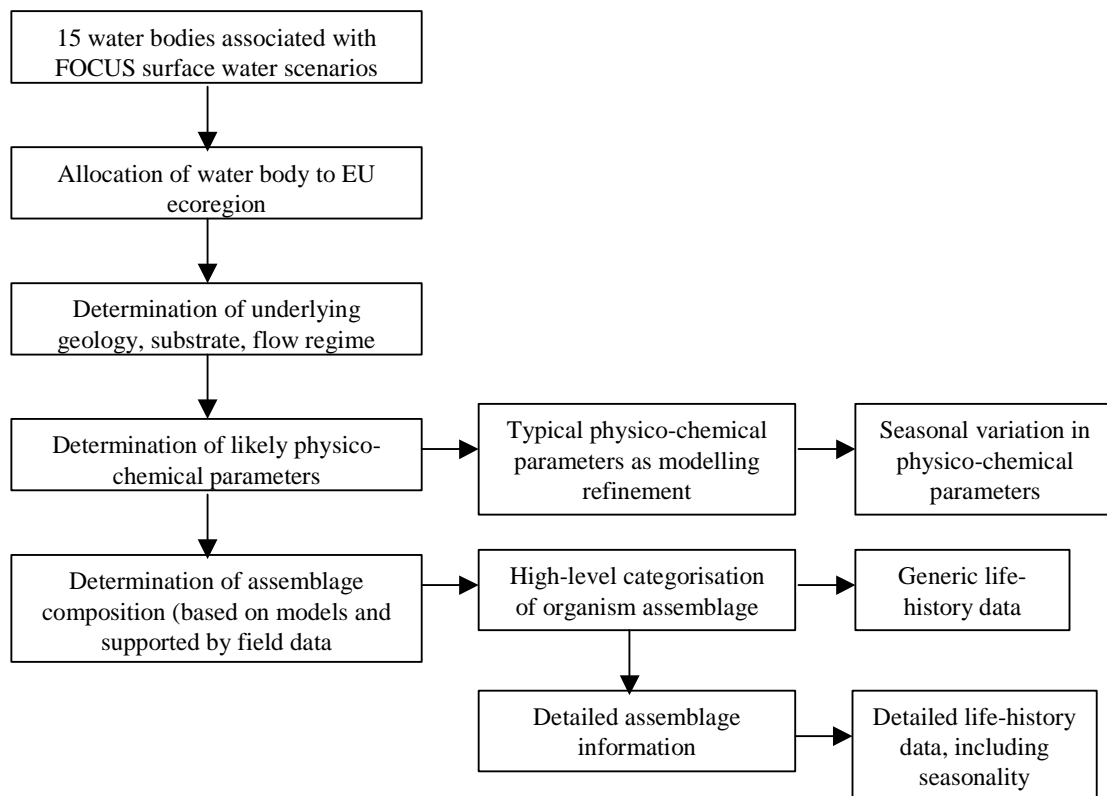 15 water bodies associated with
FOCUS surface water scenarios
Allocation of water body to EU
ecoregion
Determination of underlying
geology, substrate, flow regime
Determination of likely physico-
chemical parameters
Typical physico-chemical
parameters as modelling
refinement
Seasonal variation in
physico-chemical
parameters
Determination of assemblage
composition (based on models and
supported by field data
High-level categorisation
of organism assemblage
Generic life-
history data
Detailed assemblage
information
Detailed life-history
data, including
seasonality